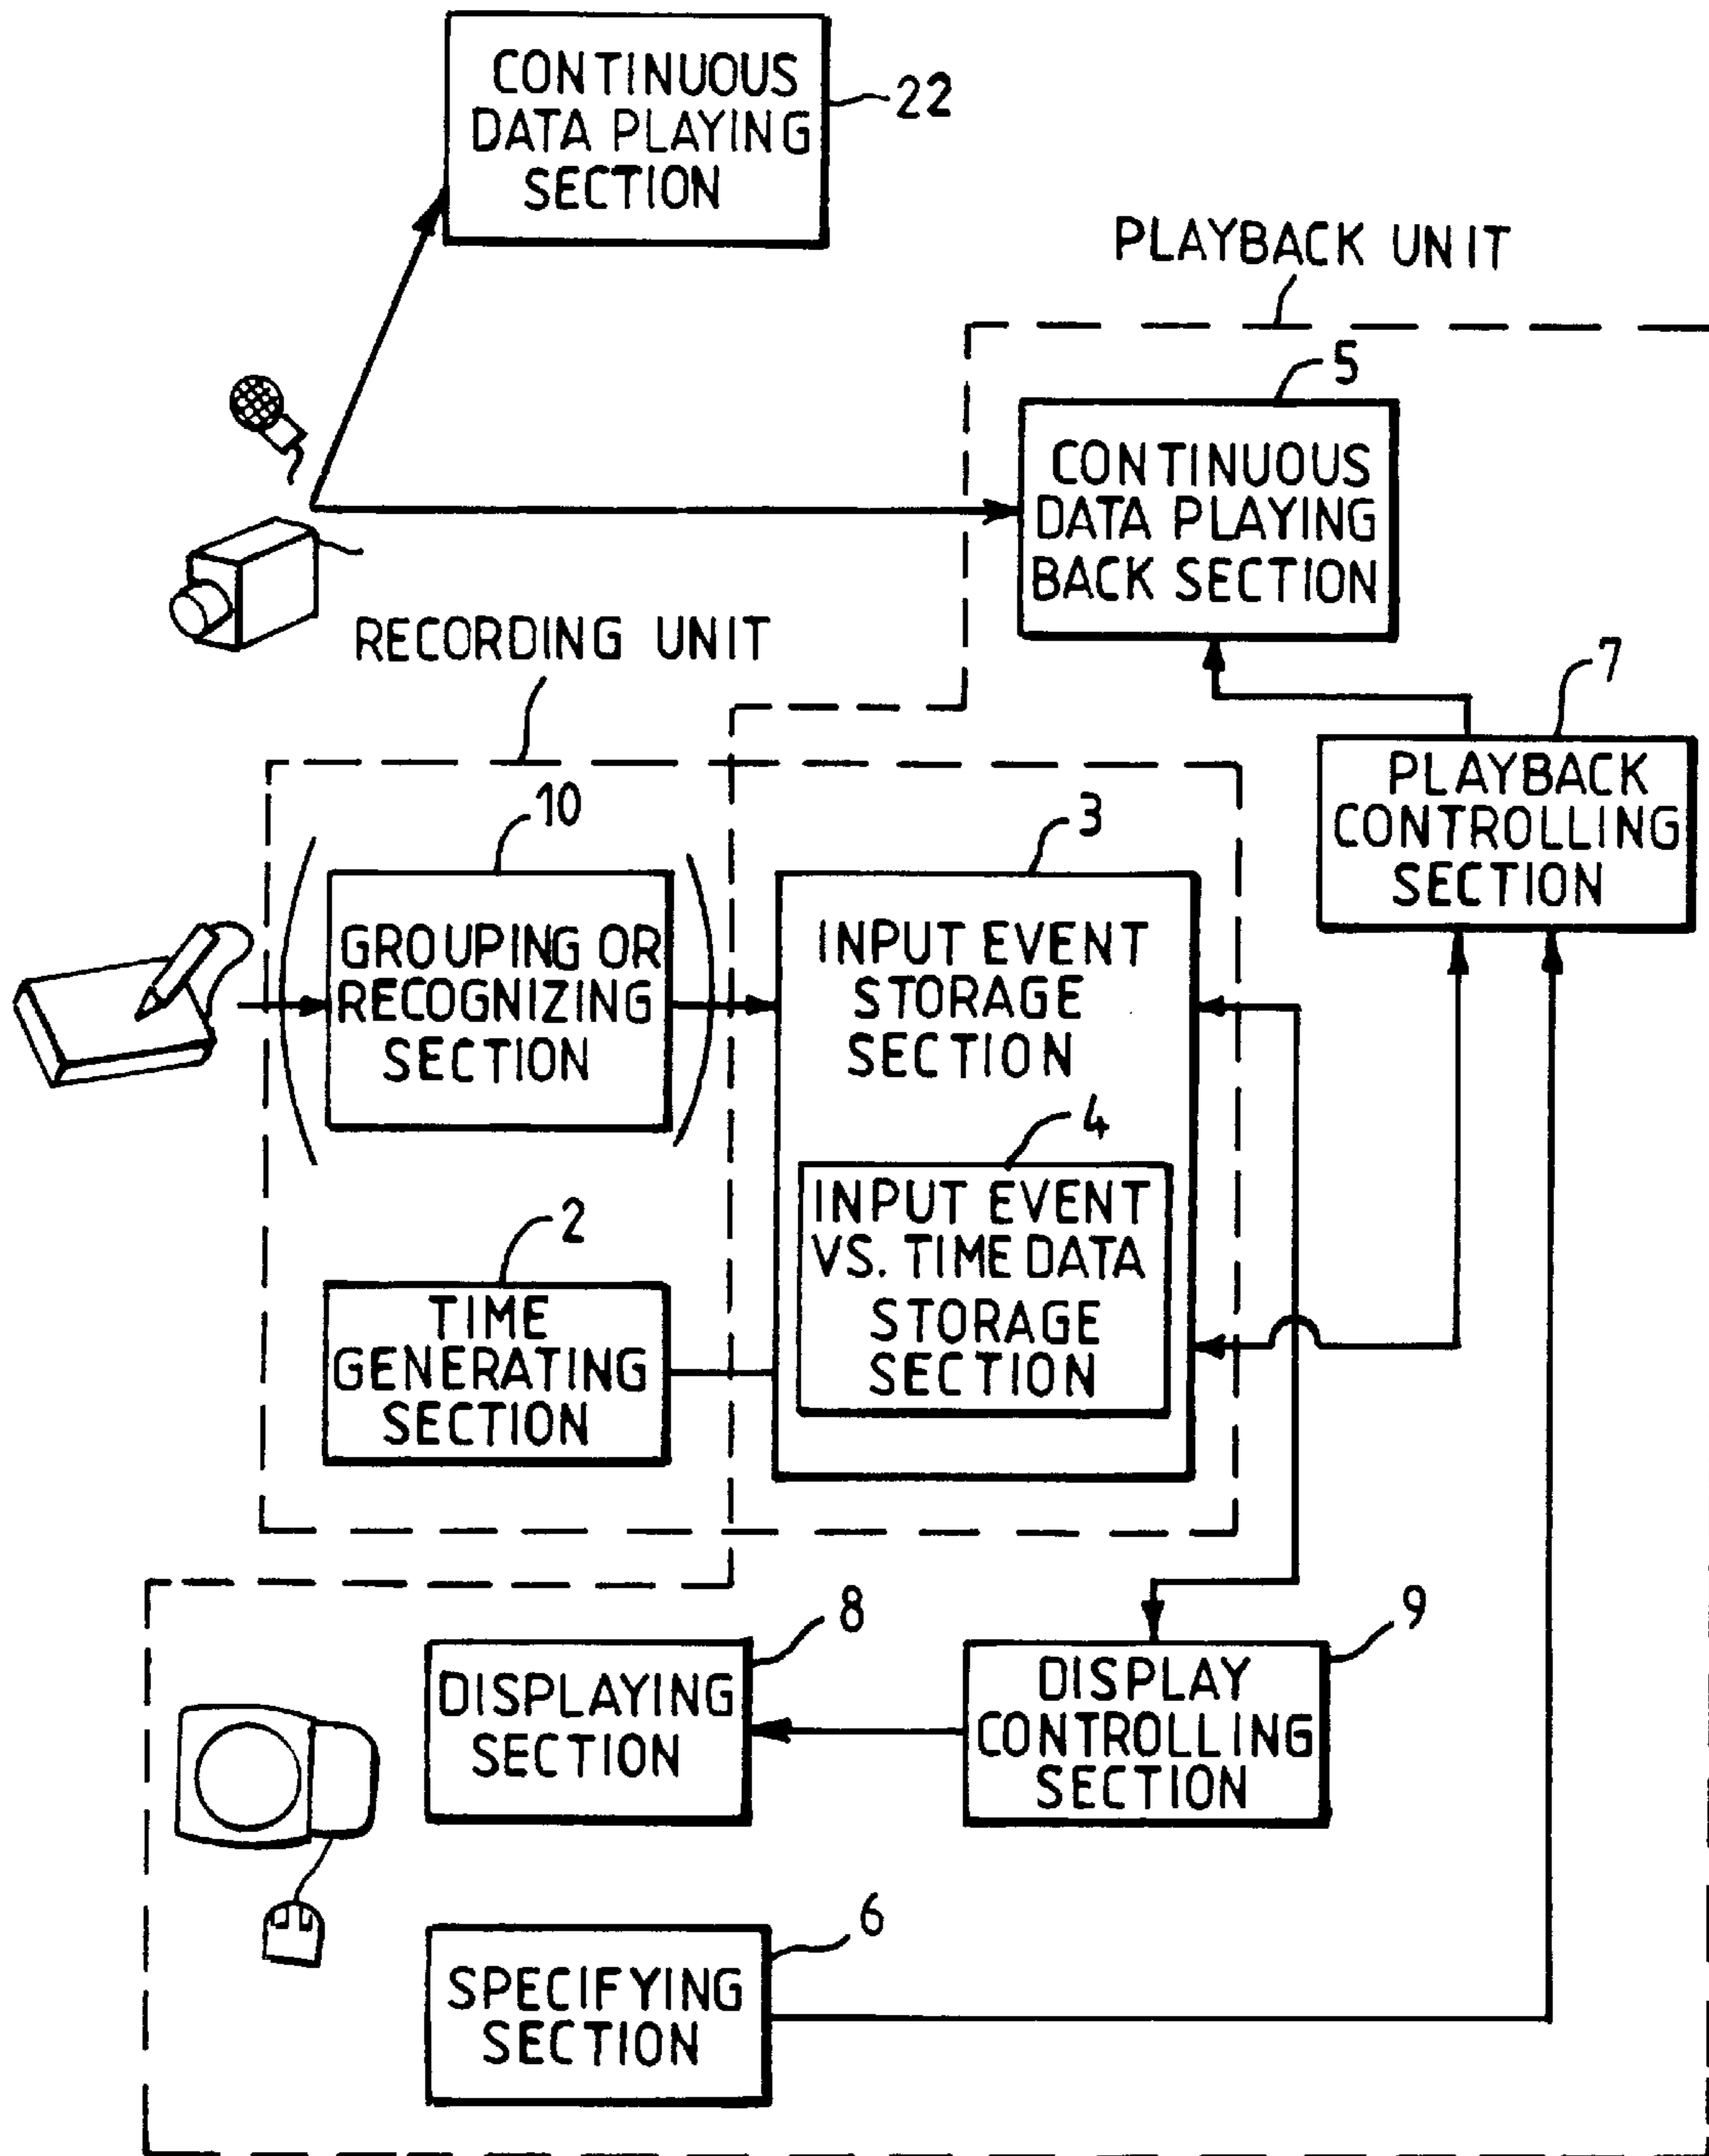 CONTINUOUS
DATA PLAYING
SECTION
22
PLAYBACK UNIT
5
CONTINUOUS
DATA PLAYING
BACK SECTION
RECORDING UNIT
7
PLAYBACK
CONTROLLING
SECTION
10
GROUPING OR
RECOGNIZING
SECTION
3
INPUT EVENT
STORAGE
SECTION
4
INPUT EVENT
VS. TIME DATA
STORAGE
SECTION
2
TIME
GENERATING
SECTION
8
DISPLAYING
SECTION
9
DISPLAY
CONTROLLING
SECTION
6
SPECIFYING
SECTION